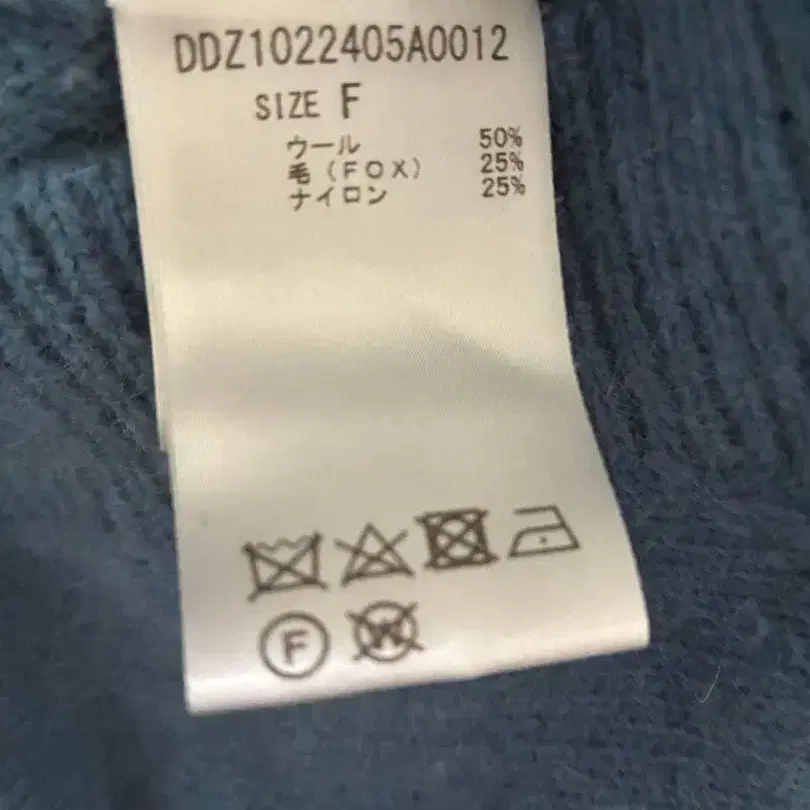 DDZ1022405A0012
SIZE F
ウール 50%
毛（FOX） 25%
ナイロン 25%
F W